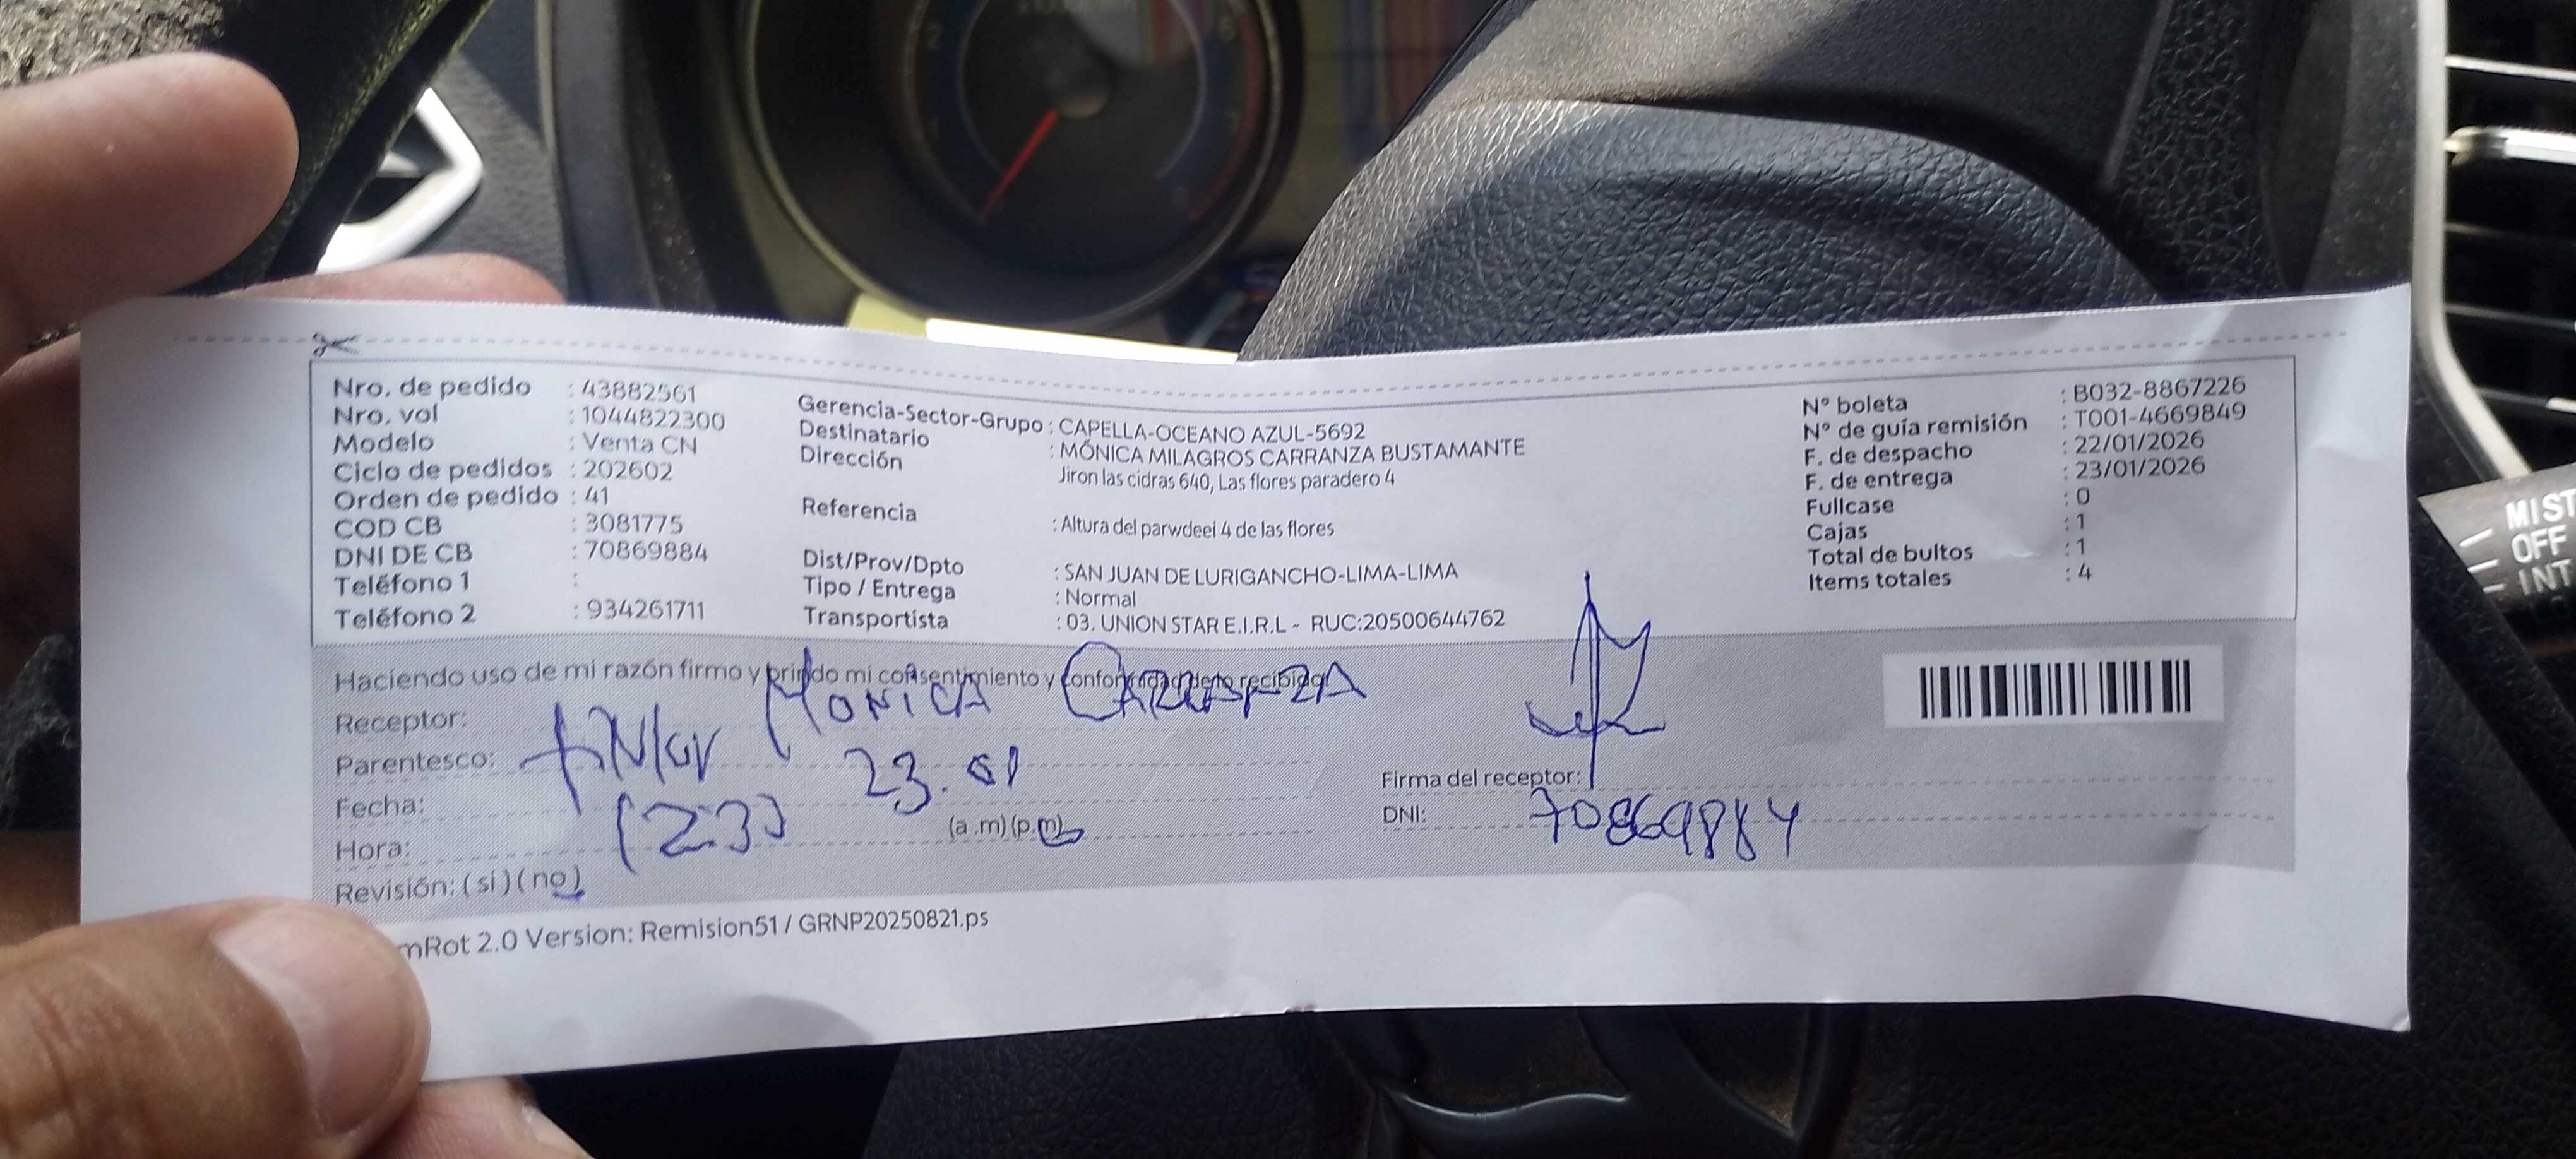 Nro. de pedido : 43882561
Nro. vol : 1044822300
Modelo : Venta CN
Ciclo de pedidos : 202602
Orden de pedido : 41
COD CB : 3081775
DNI DE CB : 70869884
Teléfono 1 :
Teléfono 2 : 934261711
Gerencia-Sector-Grupo : CAPELLA-OCEANO AZUL-5692
Destinatario : MÓNICA MILAGROS CARRANZA BUSTAMANTE
Dirección Jiron las cidras 640, Las flores paradero 4
Referencia : Altura del parwdeei 4 de las flores
Dist/Prov/Dpto : SAN JUAN DE LURIGANCHO-LIMA-LIMA
Tipo / Entrega : Normal
Transportista : 03. UNION STAR E.I.R.L - RUC:20500644762
N° boleta : B032-8867226
N° de guía remisión : T001-4669849
F. de despacho : 22/01/2026
F. de entrega : 23/01/2026
Fullcase : 0
Cajas : 1
Total de bultos : 1
Items totales : 4
Haciendo uso de mi razón firmo y brindo mi consentimiento y conformidad de lo recibido
Receptor: MONICA CARRANZA
Parentesco:
Fecha: 23.01
Hora: (a.m) (p.m)
Revisión: (si) (no)
Firma del receptor:
DNI: 70869884
mRot 2.0 Version: Remision51 / GRNP20250821.ps
MIST
OFF
INT